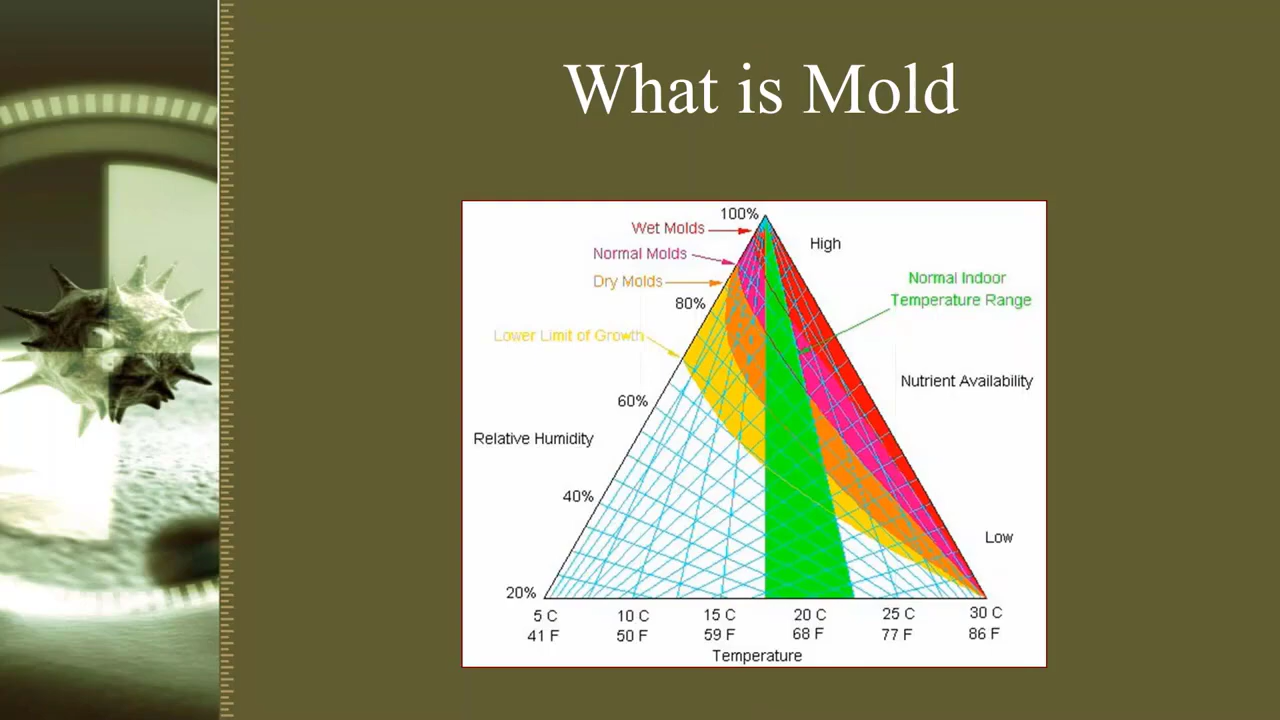 What is Mold
100%
Wet Molds
High
Normal Molds
Normal Indoor
Temperature Range
Dry Molds
80%
Lower Limit of Growth
Nutrient Availability
60%
Relative Humidity
40%
Low
20%
5 C 10 C 15 C 20 C 25 C 30 C
41 F 50 F 59 F 68 F 77 F 86 F
Temperature